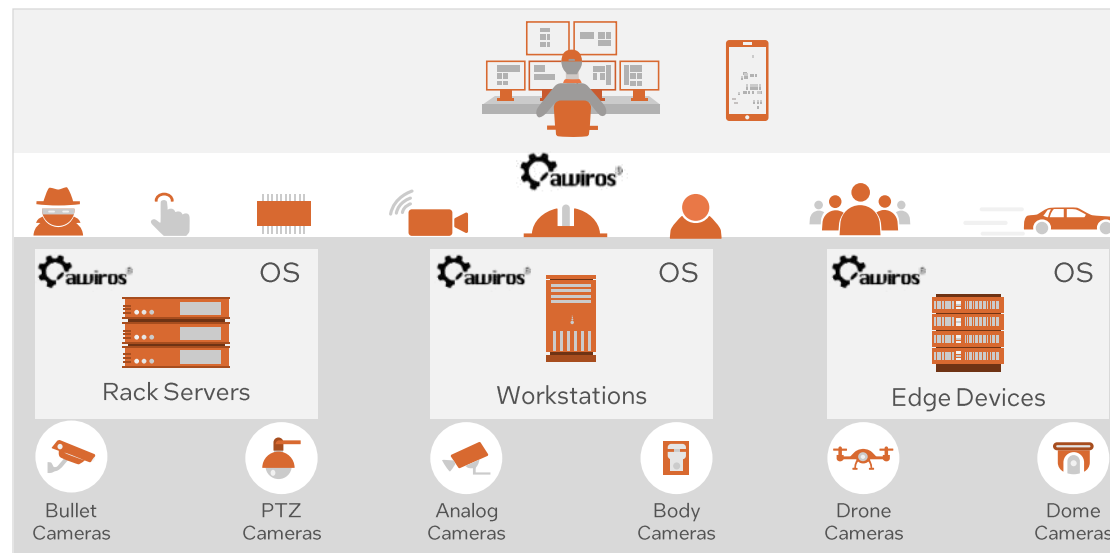 awiros®
awiros® OS
awiros® OS
awiros® OS
Rack Servers
Workstations
Edge Devices
Bullet
Cameras
PTZ
Cameras
Analog
Cameras
Body
Cameras
Drone
Cameras
Dome
Cameras